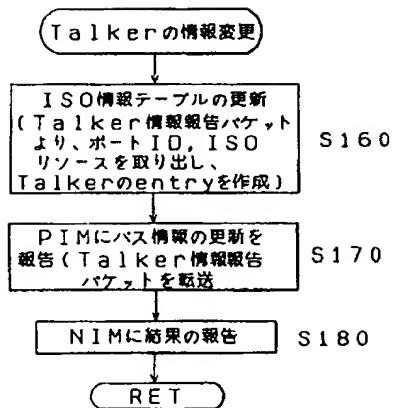 Talkerの情報変更
ISO情報テーブルの更新
(Talker情報報告パケット
より、ポートID, ISO
リソースを取り出し、
Talkerのentryを作成)
S160
PIMにパス情報の更新を
報告(Talker情報報告
パケットを転送
S170
NIMに結果の報告
S180
RET